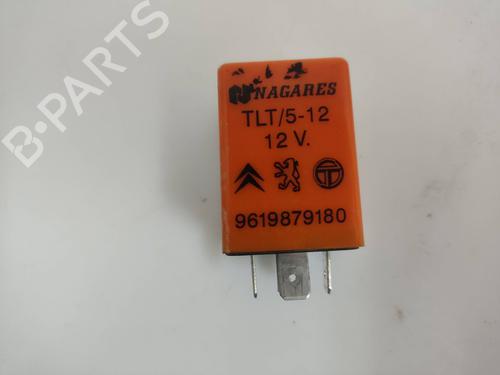 B-PARTS
NAGARES
TLT/5-12
12 V.
9619879180